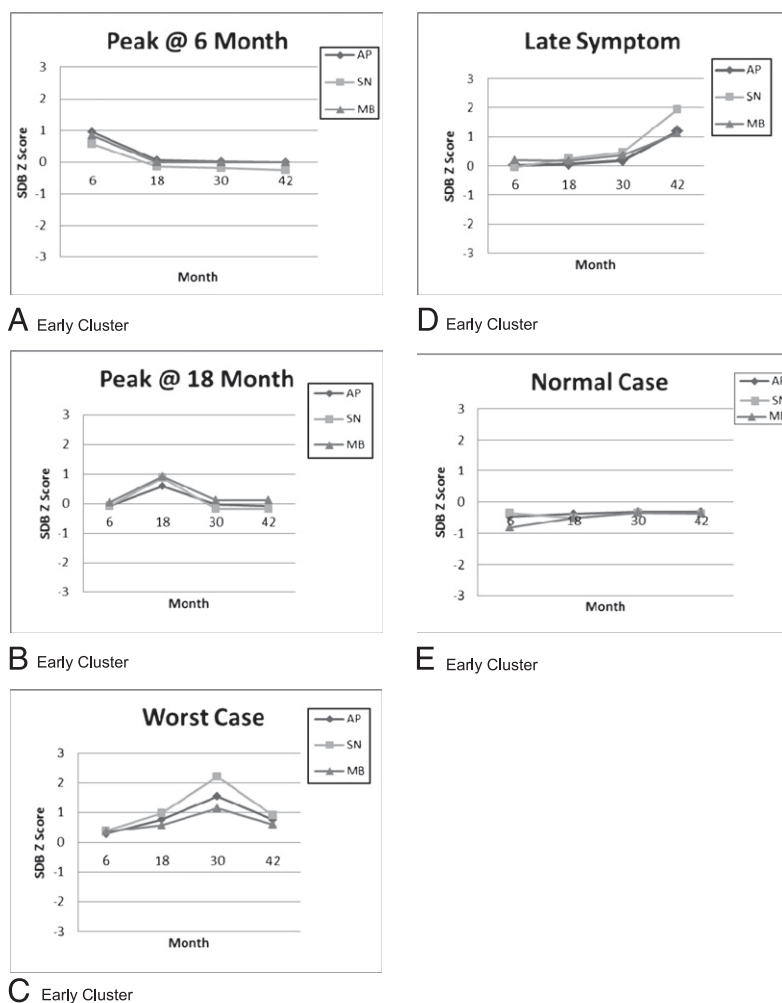 Peak @ 6 Month
AP
SN
MB
SDB Z Score
3
2
1
0
-1
-2
-3
6 18 30 42
Month
A Early Cluster
Peak @ 18 Month
AP
SN
MB
SDB Z Score
3
2
1
0
-1
-2
-3
6 18 30 42
Month
B Early Cluster
Worst Case
AP
SN
MB
SDB Z Score
3
2
1
0
-1
-2
-3
6 18 30 42
Month
C Early Cluster
Late Symptom
AP
SN
MB
SDB Z Score
3
2
1
0
-1
-2
-3
6 18 30 42
Month
D Early Cluster
Normal Case
AP
SN
MB
SDB Z Score
3
2
1
0
-1
-2
-3
6 18 30 42
Month
E Early Cluster